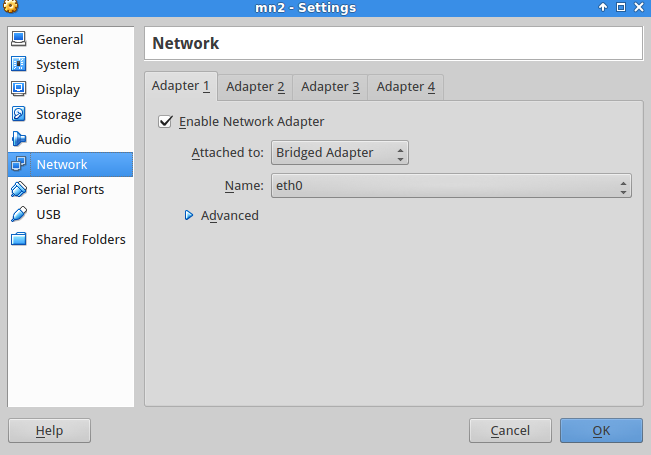 mn2 - Settings
General
System
Display
Storage
Audio
Network
Serial Ports
USB
Shared Folders
Network
Adapter 1 Adapter 2 Adapter 3 Adapter 4
Enable Network Adapter
Attached to: Bridged Adapter
Name: eth0
Advanced
Help Cancel OK